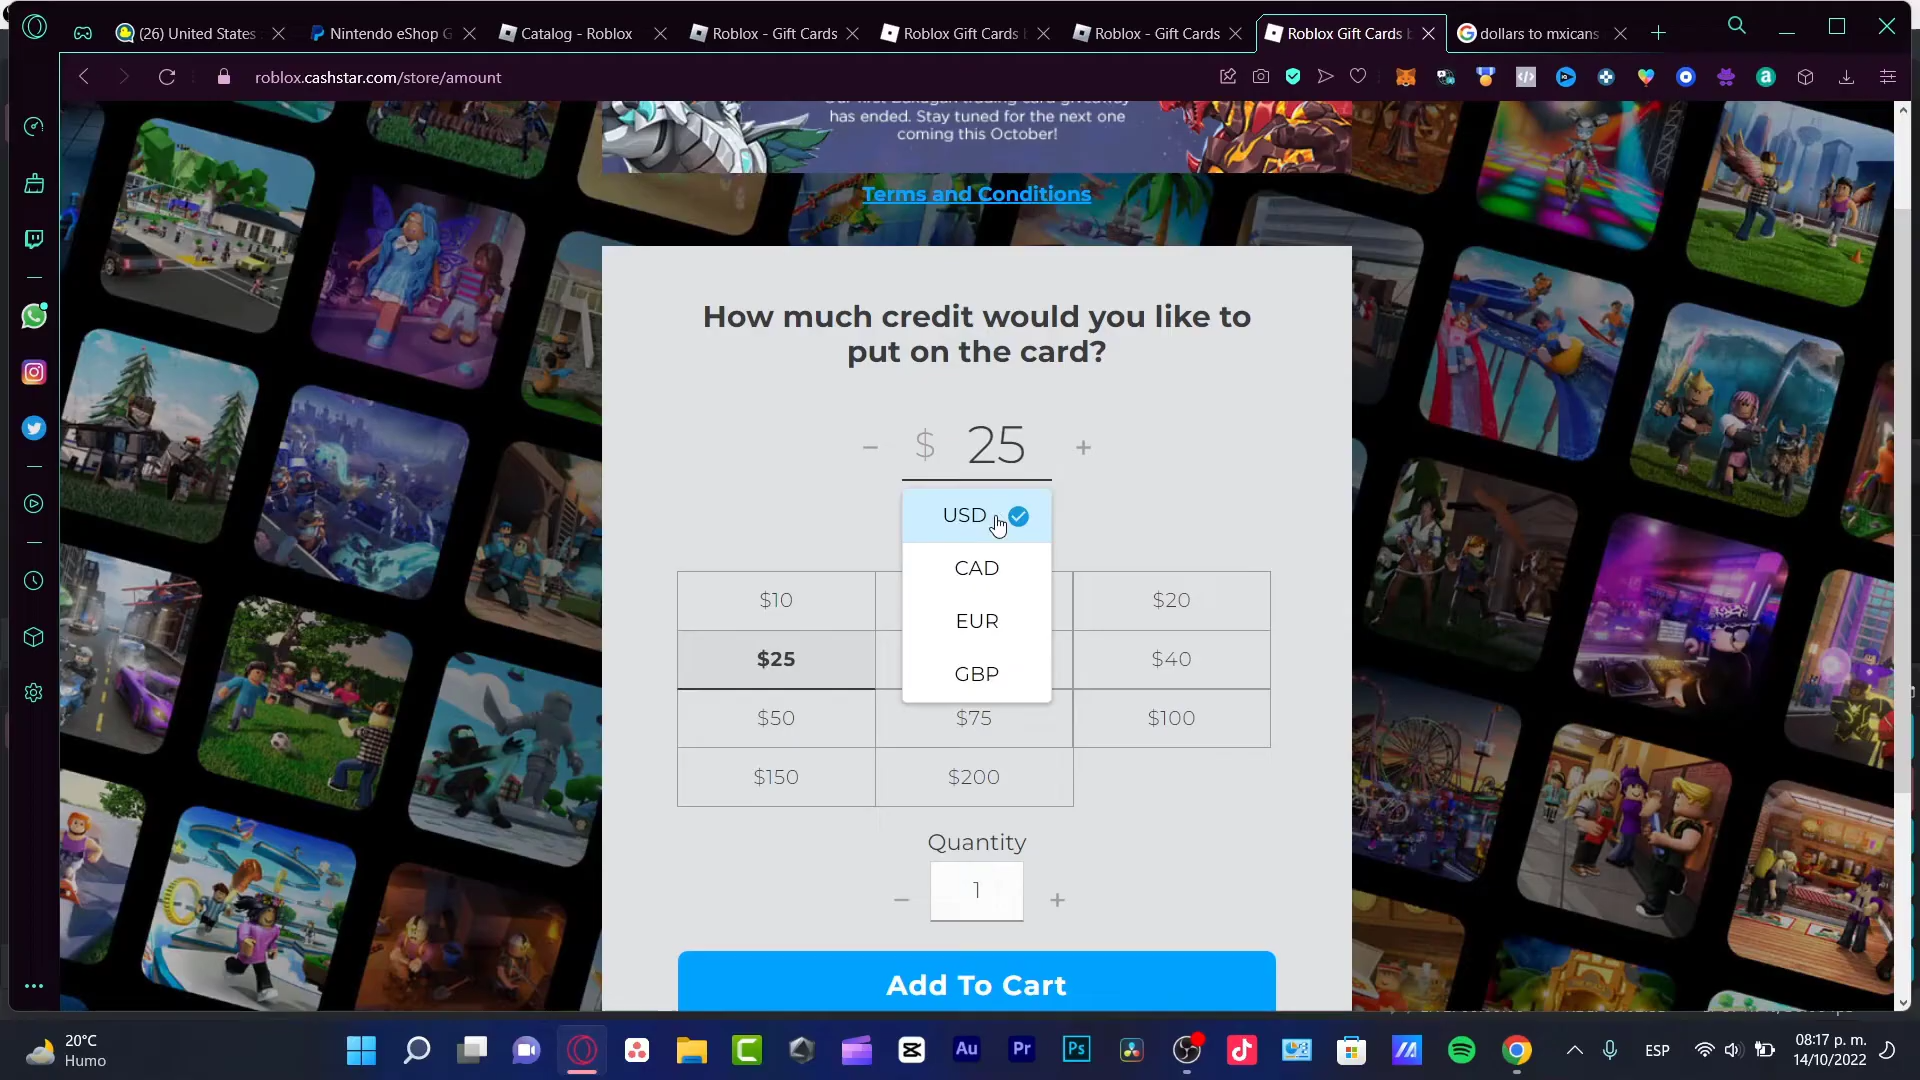 (26) United States
Nintendo eShop G
Catalog - Roblox
Roblox - Gift Cards
Roblox Gift Cards b
Roblox - Gift Cards
Roblox Gift Cards b
dollars to mxicans
roblox.cashstar.com/store/amount
has ended. Stay tuned for the next one
coming this October!
Terms and Conditions
How much credit would you like to
put on the card?
− $ 25 +
USD
CAD
EUR
GBP
$10
$20
$25
$40
$50
$75
$100
$150
$200
Quantity
− 1 +
Add To Cart
20°C
Humo
Au
Pr
Ps
ESP
08:17 p. m.
14/10/2022